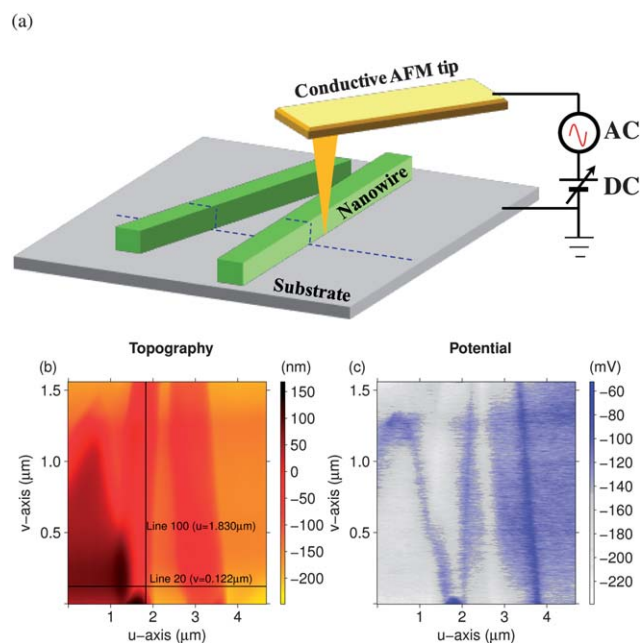 (a)
Conductive AFM tip
AC
DC
Nanowire
Substrate
Topography
Potential
(b)
(nm)
(c)
(mV)
1.5
1.0
0.5
v−axis (μm)
Line 100 (u=1.830μm)
Line 20 (v=0.122μm)
1 2 3 4
u−axis (μm)
150
100
50
0
−50
−100
−150
−200
1.5
1.0
0.5
v−axis (μm)
1 2 3 4
u−axis (μm)
−60
−80
−100
−120
−140
−160
−180
−200
−220